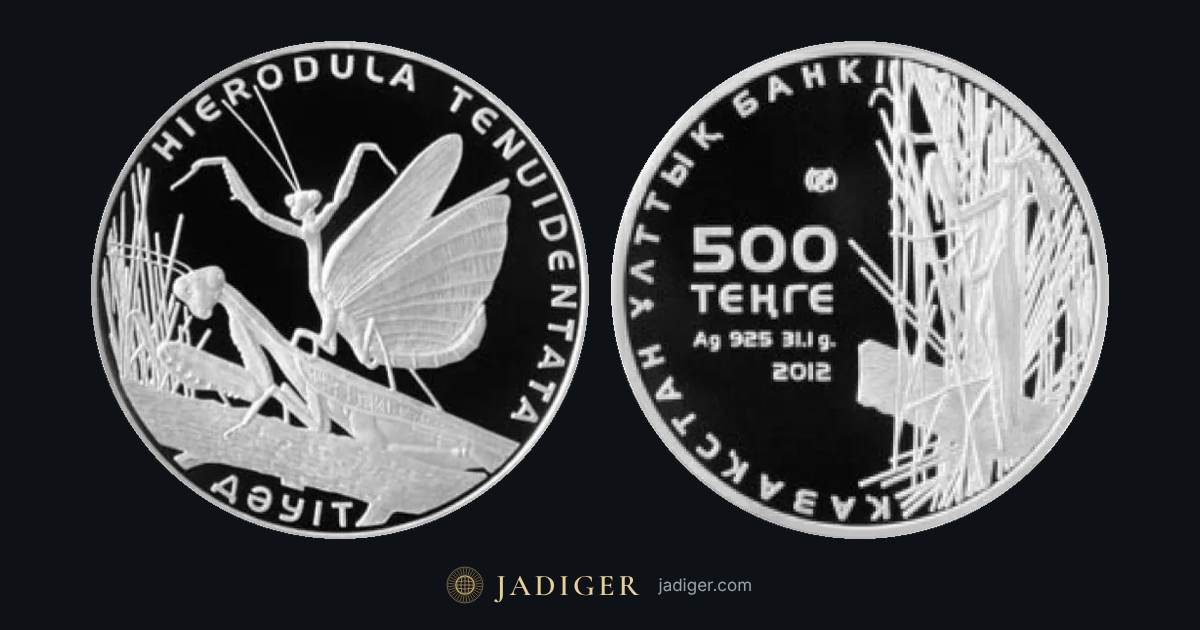 HIERODULA TENUIDENTATA
ДӘУІТ
ҚАЗАҚСТАН ҰЛТТЫҚ БАНКІ
500
ТЕҢГЕ
Ag 925 31.1 g.
2012
JADIGER
jadiger.com